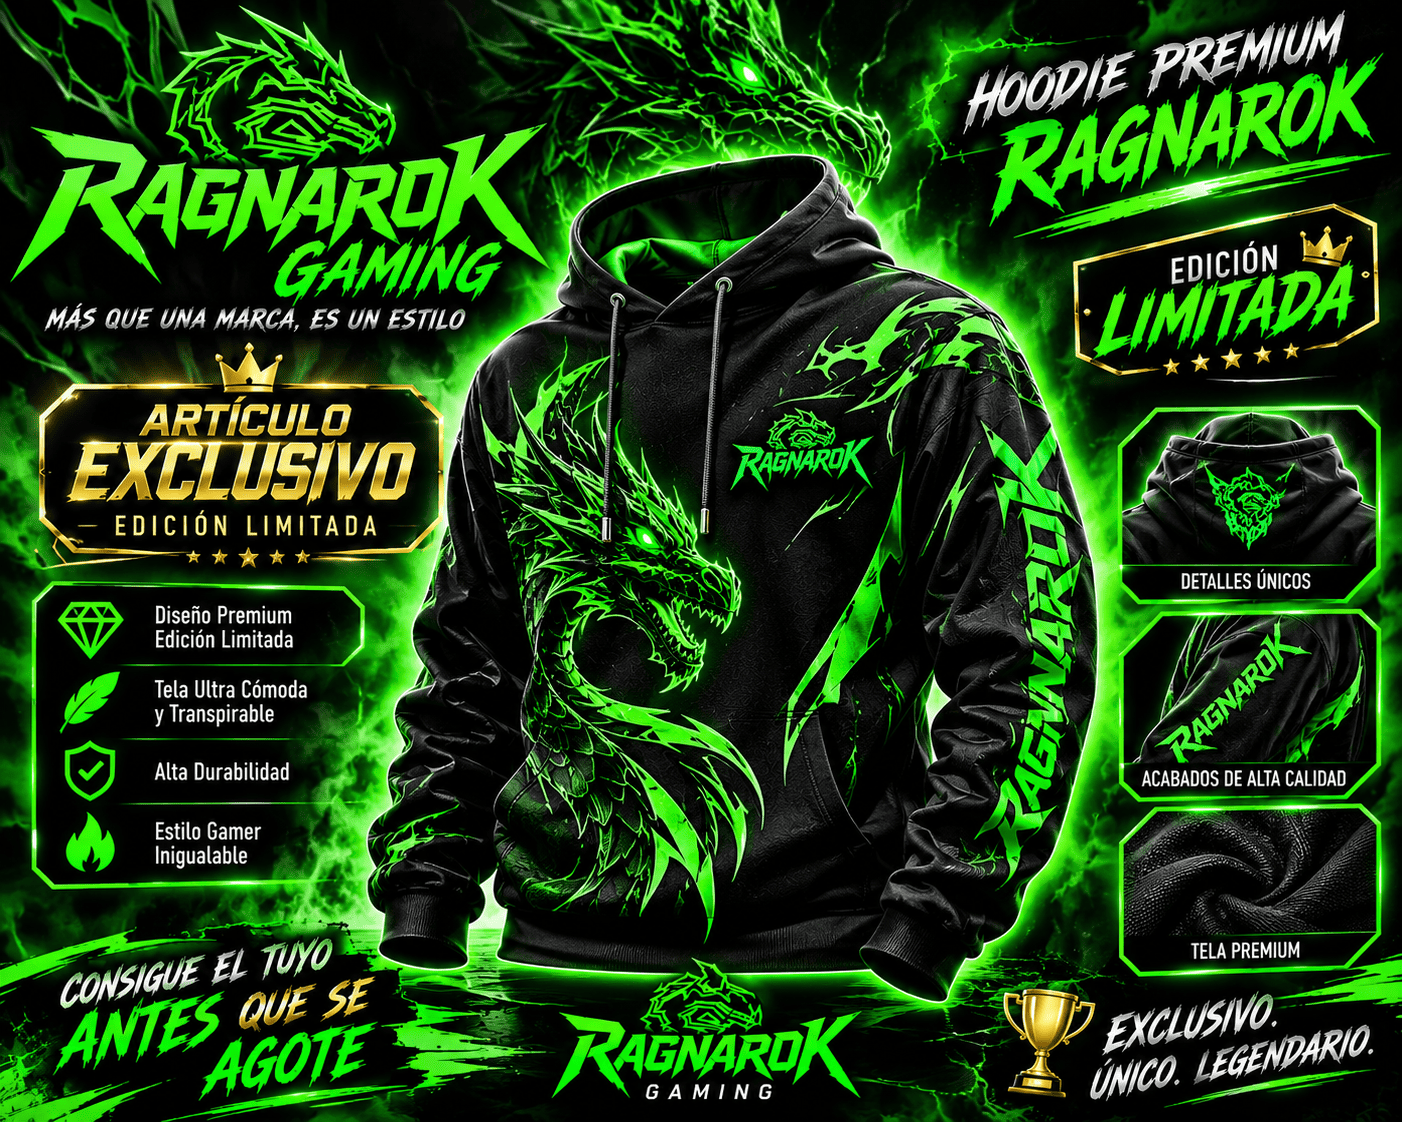 RAGNAROK
GAMING
MÁS QUE UNA MARCA, ES UN ESTILO
ARTÍCULO
EXCLUSIVO
EDICIÓN LIMITADA
Diseño Premium
Edición Limitada
Tela Ultra Cómoda
y Transpirable
Alta Durabilidad
Estilo Gamer
Inigualable
CONSIGUE EL TUYO
ANTES QUE SE
AGOTE
RAGNAROK
RAGNAROK
RAGNAROK
GAMING
HOODIE PREMIUM
RAGNAROK
EDICIÓN
LIMITADA
DETALLES ÚNICOS
RAGNAROK
ACABADOS DE ALTA CALIDAD
TELA PREMIUM
EXCLUSIVO.
ÚNICO. LEGENDARIO.